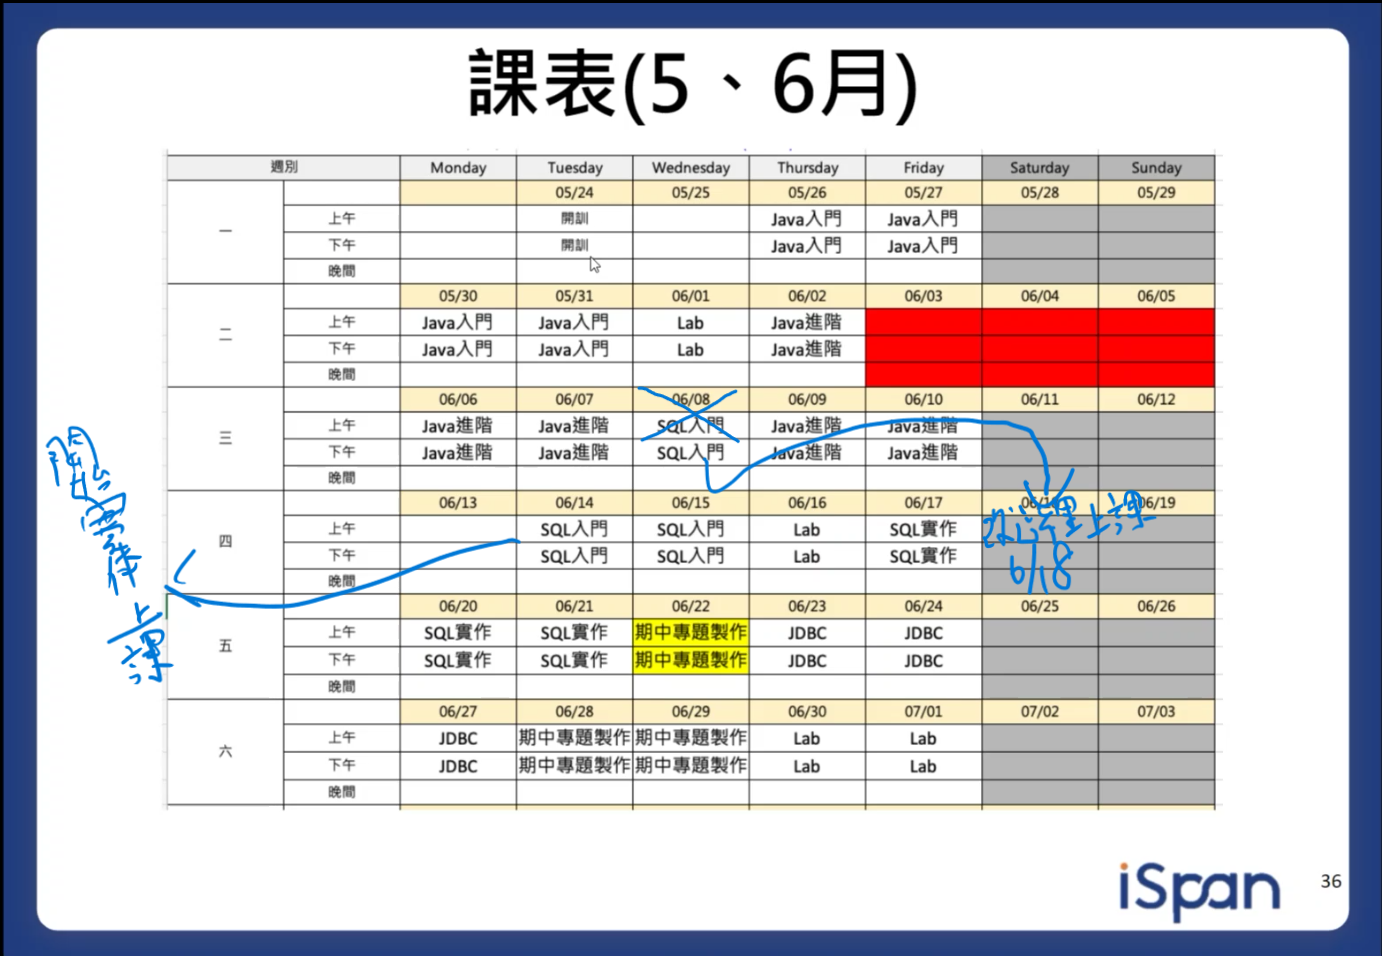 課表(5、6月)
週別 Monday Tuesday Wednesday Thursday Friday Saturday Sunday
05/24 05/25 05/26 05/27 05/28 05/29
一
上午 開訓 Java入門 Java入門
下午 開訓 Java入門 Java入門
晚間
05/30 05/31 06/01 06/02 06/03 06/04 06/05
二
上午 Java入門 Java入門 Lab Java進階
下午 Java入門 Java入門 Lab Java進階
晚間
06/06 06/07 06/08 06/09 06/10 06/11 06/12
三
上午 Java進階 Java進階 SQL入門 Java進階 Java進階
下午 Java進階 Java進階 SQL入門 Java進階 Java進階
晚間
06/13 06/14 06/15 06/16 06/17 06/19
四
上午 SQL入門 SQL入門 Lab SQL實作
下午 SQL入門 SQL入門 Lab SQL實作
晚間
上課
6/18
06/20 06/21 06/22 06/23 06/24 06/25 06/26
五
上午 SQL實作 SQL實作 期中專題製作 JDBC JDBC
下午 SQL實作 SQL實作 期中專題製作 JDBC JDBC
晚間
06/27 06/28 06/29 06/30 07/01 07/02 07/03
六
上午 JDBC 期中專題製作 期中專題製作 Lab Lab
下午 JDBC 期中專題製作 期中專題製作 Lab Lab
晚間
開始實体上課
iSpan
36